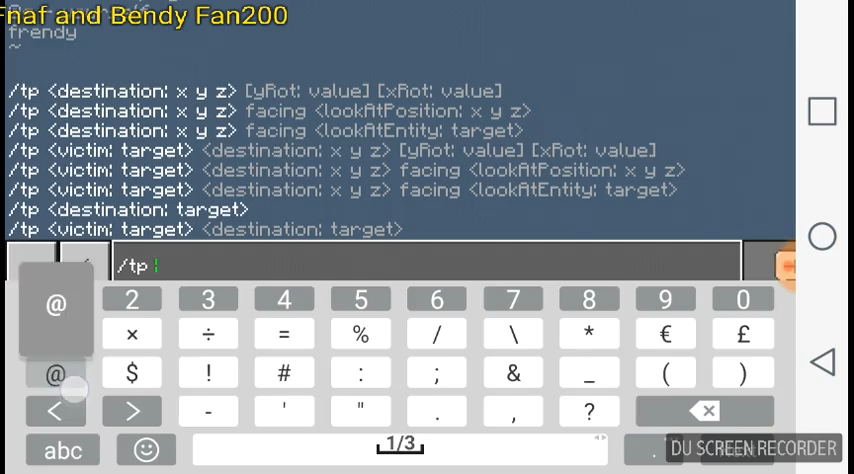 Fnaf and Bendy Fan200
frendy
~
/tp <destination: x y z> [yRot: value] [xRot: value]
/tp <destination: x y z> facing <lookAtPosition: x y z>
/tp <destination: x y z> facing <lookAtEntity: target>
/tp <victim: target> <destination: x y z> [yRot: value] [xRot: value]
/tp <victim: target> <destination: x y z> facing <lookAtPosition: x y z>
/tp <victim: target> <destination: x y z> facing <lookAtEntity: target>
/tp <destination: target>
/tp <victim: target> <destination: target>
/tp
@ 2 3 4 5 6 7 8 9 0
× ÷ = % / \ * € £
@ $ ! # : ; & _ ( )
< > - ' " . , ?
abc 1/3 .
DU SCREEN RECORDER